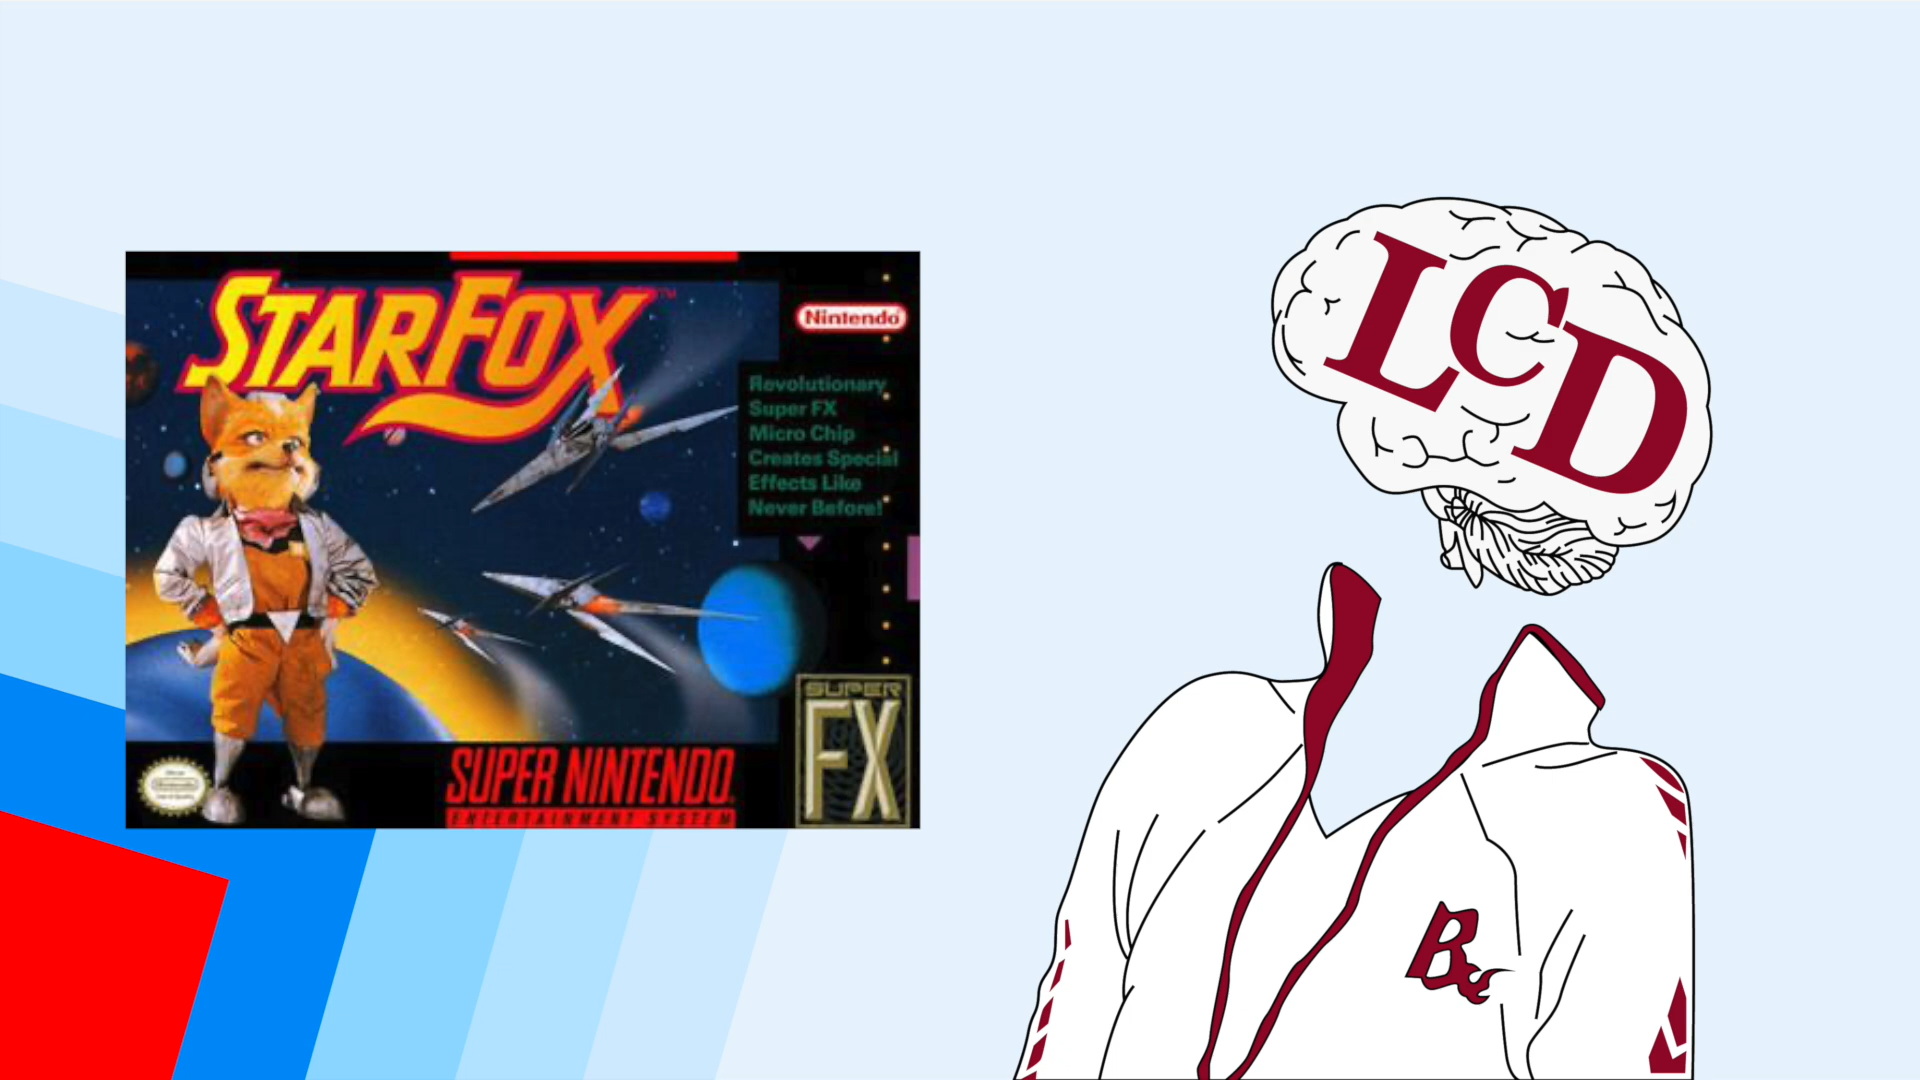 STARFOX
TM
Nintendo
Revolutionary
Super FX
Micro Chip
Creates Special
Effects Like
Never Before!
SUPER
FX
SUPER NINTENDO
ENTERTAINMENT SYSTEM
LCD
B